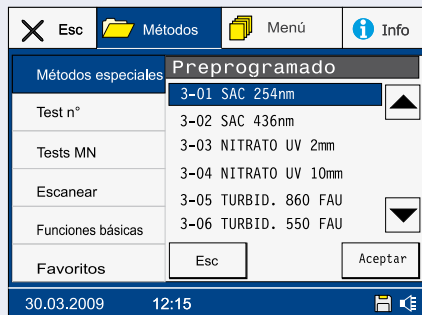 Esc
Métodos
Menú
Info
Métodos especiales
Test n°
Tests MN
Escanear
Funciones básicas
Favoritos
Preprogramado
3-01 SAC 254nm
3-02 SAC 436nm
3-03 NITRATO UV 2mm
3-04 NITRATO UV 10mm
3-05 TURBID. 860 FAU
3-06 TURBID. 550 FAU
Esc
Aceptar
30.03.2009 12:15